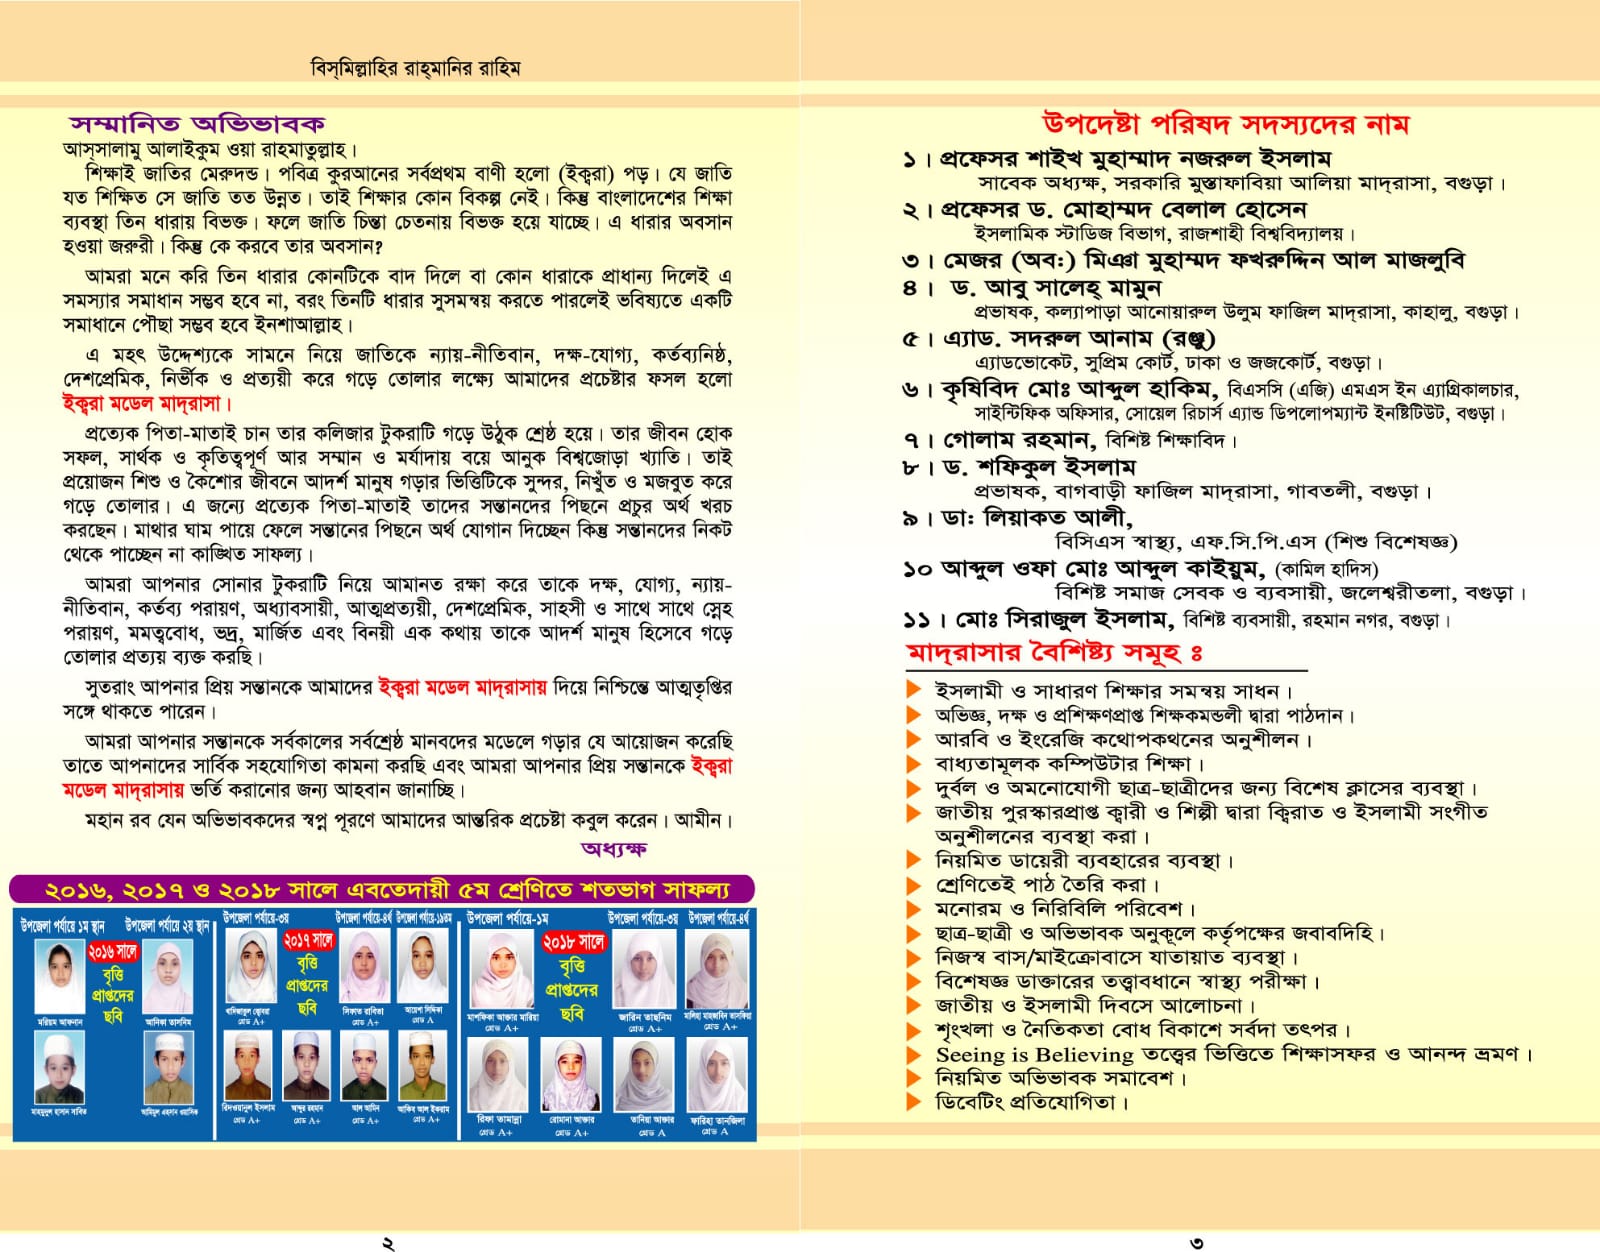 বিস্‌মিল্লাহির রাহ্‌মানির রাহিম
সম্মানিত অভিভাবক
আস্‌সালামু আলাইকুম ওয়া রাহমাতুল্লাহ।
শিক্ষাই জাতির মেরুদন্ড। পবিত্র কুরআনের সর্বপ্রথম বাণী হলো (ইক্বরা) পড়। যে জাতি
যত শিক্ষিত সে জাতি তত উন্নত। তাই শিক্ষার কোন বিকল্প নেই। কিন্তু বাংলাদেশের শিক্ষা
ব্যবস্থা তিন ধারায় বিভক্ত। ফলে জাতি চিন্তা চেতনায় বিভক্ত হয়ে যাচ্ছে। এ ধারার অবসান
হওয়া জরুরী। কিন্তু কে করবে তার অবসান?
আমরা মনে করি তিন ধারার কোনটিকে বাদ দিলে বা কোন ধারাকে প্রাধান্য দিলেই এ
সমস্যার সমাধান সম্ভব হবে না, বরং তিনটি ধারার সুসমন্বয় করতে পারলেই ভবিষ্যতে একটি
সমাধানে পৌছা সম্ভব হবে ইনশাআল্লাহ।
এ মহৎ উদ্দেশ্যকে সামনে নিয়ে জাতিকে ন্যায়-নীতিবান, দক্ষ-যোগ্য, কর্তব্যনিষ্ঠ,
দেশপ্রেমিক, নির্ভীক ও প্রত্যয়ী করে গড়ে তোলার লক্ষ্যে আমাদের প্রচেষ্টার ফসল হলো
ইক্বরা মডেল মাদ্‌রাসা।
প্রত্যেক পিতা-মাতাই চান তার কলিজার টুকরাটি গড়ে উঠুক শ্রেষ্ঠ হয়ে। তার জীবন হোক
সফল, সার্থক ও কৃতিত্বপূর্ণ আর সম্মান ও মর্যাদায় বয়ে আনুক বিশ্বজোড়া খ্যাতি। তাই
প্রয়োজন শিশু ও কৈশোর জীবনে আদর্শ মানুষ গড়ার ভিত্তিটিকে সুন্দর, নিখুঁত ও মজবুত করে
গড়ে তোলার। এ জন্যে প্রত্যেক পিতা-মাতাই তাদের সন্তানদের পিছনে প্রচুর অর্থ খরচ
করছেন। মাথার ঘাম পায়ে ফেলে সন্তানের পিছনে অর্থ যোগান দিচ্ছেন কিন্তু সন্তানদের নিকট
থেকে পাচ্ছেন না কাঙ্খিত সাফল্য।
আমরা আপনার সোনার টুকরাটি নিয়ে আমানত রক্ষা করে তাকে দক্ষ, যোগ্য, ন্যায়-
নীতিবান, কর্তব্য পরায়ণ, অধ্যাবসায়ী, আত্মপ্রত্যয়ী, দেশপ্রেমিক, সাহসী ও সাথে সাথে স্নেহ
পরায়ণ, মমত্ববোধ, ভদ্র, মার্জিত এবং বিনয়ী এক কথায় তাকে আদর্শ মানুষ হিসেবে গড়ে
তোলার প্রত্যয় ব্যক্ত করছি।
সুতরাং আপনার প্রিয় সন্তানকে আমাদের ইক্বরা মডেল মাদ্‌রাসায় দিয়ে নিশ্চিন্তে আত্মতৃপ্তির
সঙ্গে থাকতে পারেন।
আমরা আপনার সন্তানকে সর্বকালের সর্বশ্রেষ্ঠ মানবদের মডেলে গড়ার যে আয়োজন করেছি
তাতে আপনাদের সার্বিক সহযোগিতা কামনা করছি এবং আমরা আপনার প্রিয় সন্তানকে ইক্বরা
মডেল মাদ্‌রাসায় ভর্তি করানোর জন্য আহবান জানাচ্ছি।
মহান রব যেন অভিভাবকদের স্বপ্ন পূরণে আমাদের আন্তরিক প্রচেষ্টা কবুল করেন। আমীন।
অধ্যক্ষ
২০১৬, ২০১৭ ও ২০১৮ সালে এবতেদায়ী ৫ম শ্রেণিতে শতভাগ সাফল্য
উপজেলা পর্যায়ে ১ম স্থান উপজেলা পর্যায়ে ২য় স্থান
২০১৬ সালে
বৃত্তি
প্রাপ্তদের
ছবি
মরিয়ম আফনান আনিকা তাসনিম
মাহমুদুল হাসান সাবিত আমিমুল এহসান ওয়াসিক
উপজেলা পর্যায়ে-৩য় উপজেলা পর্যায়ে-৪র্থ উপজেলা পর্যায়ে-১৯তম
২০১৭ সালে
বৃত্তি
প্রাপ্তদের
ছবি
খাদিজাতুল কোবরা সিফাত রাবিতা আয়েশা সিদ্দিকা
গ্রেড A+ গ্রেড A+ গ্রেড A
রিদওয়ানুল ইসলাম আব্দুর রহমান আল আমিন আকিব আল ইকরাম
গ্রেড A+ গ্রেড A+ গ্রেড A+ গ্রেড A+
উপজেলা পর্যায়ে-১ম উপজেলা পর্যায়ে-৩য় উপজেলা পর্যায়ে-৪র্থ
২০১৮ সালে
বৃত্তি
প্রাপ্তদের
ছবি
মাশফিকা আক্তার মারিয়া জারিন তাছনিম মালিহা মাহজাবিন তাসফিয়া
গ্রেড A+ গ্রেড A+ গ্রেড A+
রিফা তামান্না রোমানা আক্তার তানিয়া আক্তার ফারিহা তানজিলা
গ্রেড A+ গ্রেড A+ গ্রেড A গ্রেড A
২
উপদেষ্টা পরিষদ সদস্যদের নাম
১। প্রফেসর শাইখ মুহাম্মাদ নজরুল ইসলাম
সাবেক অধ্যক্ষ, সরকারি মুস্তাফাবিয়া আলিয়া মাদ্‌রাসা, বগুড়া।
২। প্রফেসর ড. মোহাম্মদ বেলাল হোসেন
ইসলামিক স্টাডিজ বিভাগ, রাজশাহী বিশ্ববিদ্যালয়।
৩। মেজর (অব:) মিঞা মুহাম্মদ ফখরুদ্দিন আল মাজলুবি
৪। ড. আবু সালেহ্ মামুন
প্রভাষক, কল্যাপাড়া আনোয়ারুল উলুম ফাজিল মাদ্‌রাসা, কাহালু, বগুড়া।
৫। এ্যাড. সদরুল আনাম (রঞ্জু)
এ্যাডভোকেট, সুপ্রিম কোর্ট, ঢাকা ও জজকোর্ট, বগুড়া।
৬। কৃষিবিদ মোঃ আব্দুল হাকিম, বিএসসি (এজি) এমএস ইন এ্যাগ্রিকালচার,
সাইন্টিফিক অফিসার, সোয়েল রিচার্স এ্যান্ড ডিপলোপম্যান্ট ইনষ্টিটিউট, বগুড়া।
৭। গোলাম রহমান, বিশিষ্ট শিক্ষাবিদ।
৮। ড. শফিকুল ইসলাম
প্রভাষক, বাগবাড়ী ফাজিল মাদ্‌রাসা, গাবতলী, বগুড়া।
৯। ডা: লিয়াকত আলী,
বিসিএস স্বাস্থ্য, এফ.সি.পি.এস (শিশু বিশেষজ্ঞ)
১০ আব্দুল ওফা মোঃ আব্দুল কাইয়ুম, (কামিল হাদিস)
বিশিষ্ট সমাজ সেবক ও ব্যবসায়ী, জলেশ্বরীতলা, বগুড়া।
১১। মোঃ সিরাজুল ইসলাম, বিশিষ্ট ব্যবসায়ী, রহমান নগর, বগুড়া।
মাদ্‌রাসার বৈশিষ্ট্য সমূহ ঃ
ইসলামী ও সাধারণ শিক্ষার সমন্বয় সাধন।
অভিজ্ঞ, দক্ষ ও প্রশিক্ষণপ্রাপ্ত শিক্ষকমন্ডলী দ্বারা পাঠদান।
আরবি ও ইংরেজি কথোপকথনের অনুশীলন।
বাধ্যতামূলক কম্পিউটার শিক্ষা।
দুর্বল ও অমনোযোগী ছাত্র-ছাত্রীদের জন্য বিশেষ ক্লাসের ব্যবস্থা।
জাতীয় পুরস্কারপ্রাপ্ত ক্বারী ও শিল্পী দ্বারা ক্বিরাত ও ইসলামী সংগীত
অনুশীলনের ব্যবস্থা করা।
নিয়মিত ডায়েরী ব্যবহারের ব্যবস্থা।
শ্রেণিতেই পাঠ তৈরি করা।
মনোরম ও নিরিবিলি পরিবেশ।
ছাত্র-ছাত্রী ও অভিভাবক অনুকূলে কর্তৃপক্ষের জবাবদিহি।
নিজস্ব বাস/মাইক্রোবাসে যাতায়াত ব্যবস্থা।
বিশেষজ্ঞ ডাক্তারের তত্ত্বাবধানে স্বাস্থ্য পরীক্ষা।
জাতীয় ও ইসলামী দিবসে আলোচনা।
শৃংখলা ও নৈতিকতা বোধ বিকাশে সর্বদা তৎপর।
Seeing is Believing তত্ত্বের ভিত্তিতে শিক্ষাসফর ও আনন্দ ভ্রমণ।
নিয়মিত অভিভাবক সমাবেশ।
ডিবেটিং প্রতিযোগিতা।
৩